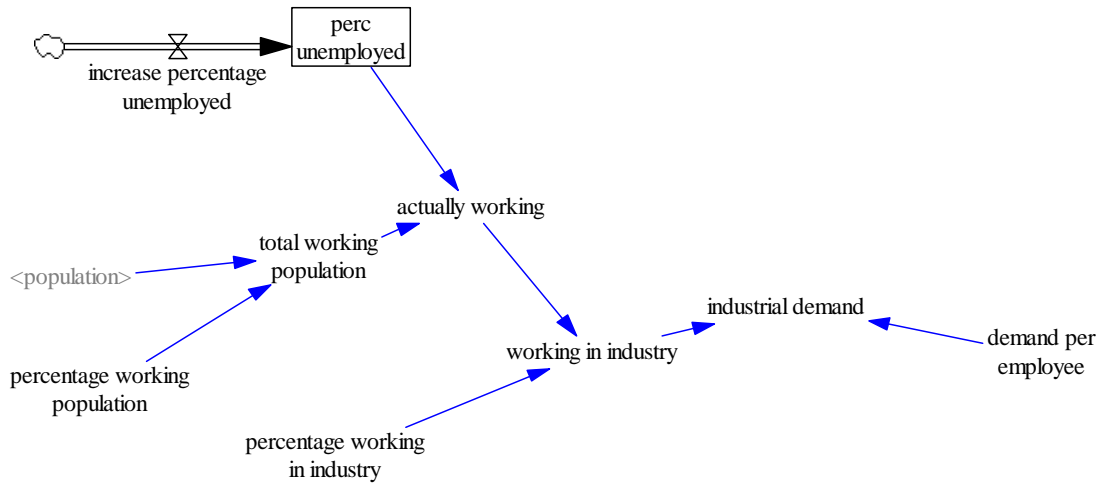 perc
unemployed
increase percentage
unemployed
actually working
total working
population
<population>
percentage working
population
industrial demand
demand per
employee
working in industry
percentage working
in industry